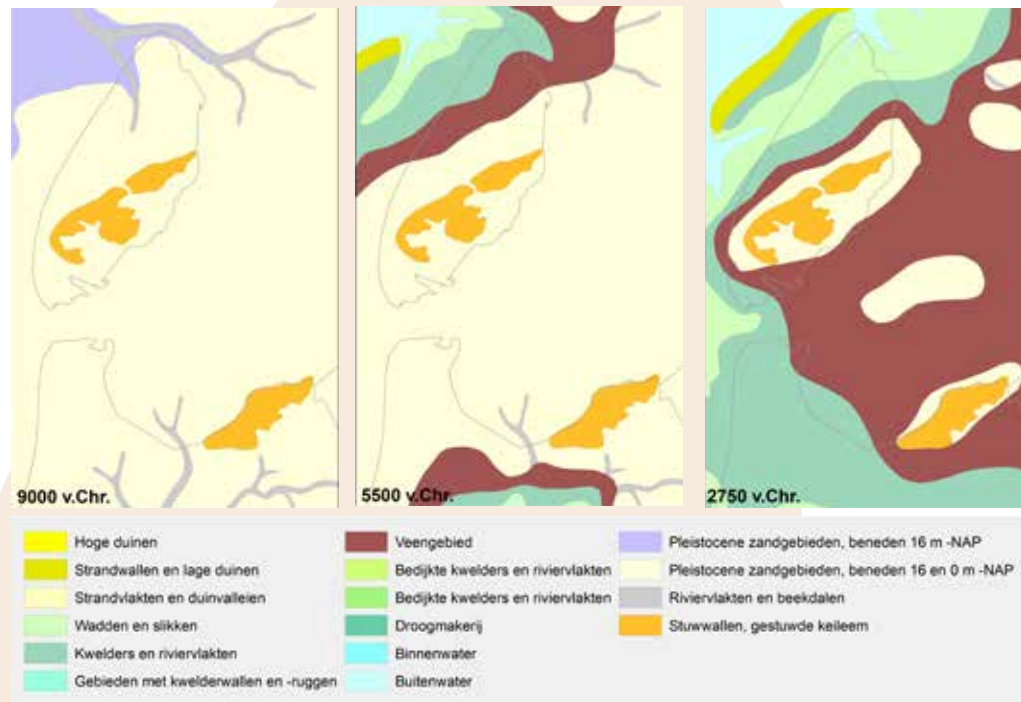 9000 v.Chr.
5500 v.Chr.
2750 v.Chr.
Hoge duinen
Strandwallen en lage duinen
Strandvlakten en duinvalleien
Wadden en slikken
Kwelders en riviervlakten
Gebieden met kwelderwallen en -ruggen
Veengebied
Bedijkte kwelders en riviervlakten
Bedijkte kwelders en riviervlakten
Droogmakerij
Binnenwater
Buitenwater
Pleistocene zandgebieden, beneden 16 m -NAP
Pleistocene zandgebieden, beneden 16 en 0 m -NAP
Riviervlakten en beekdalen
Stuwwallen, gestuwde keileem